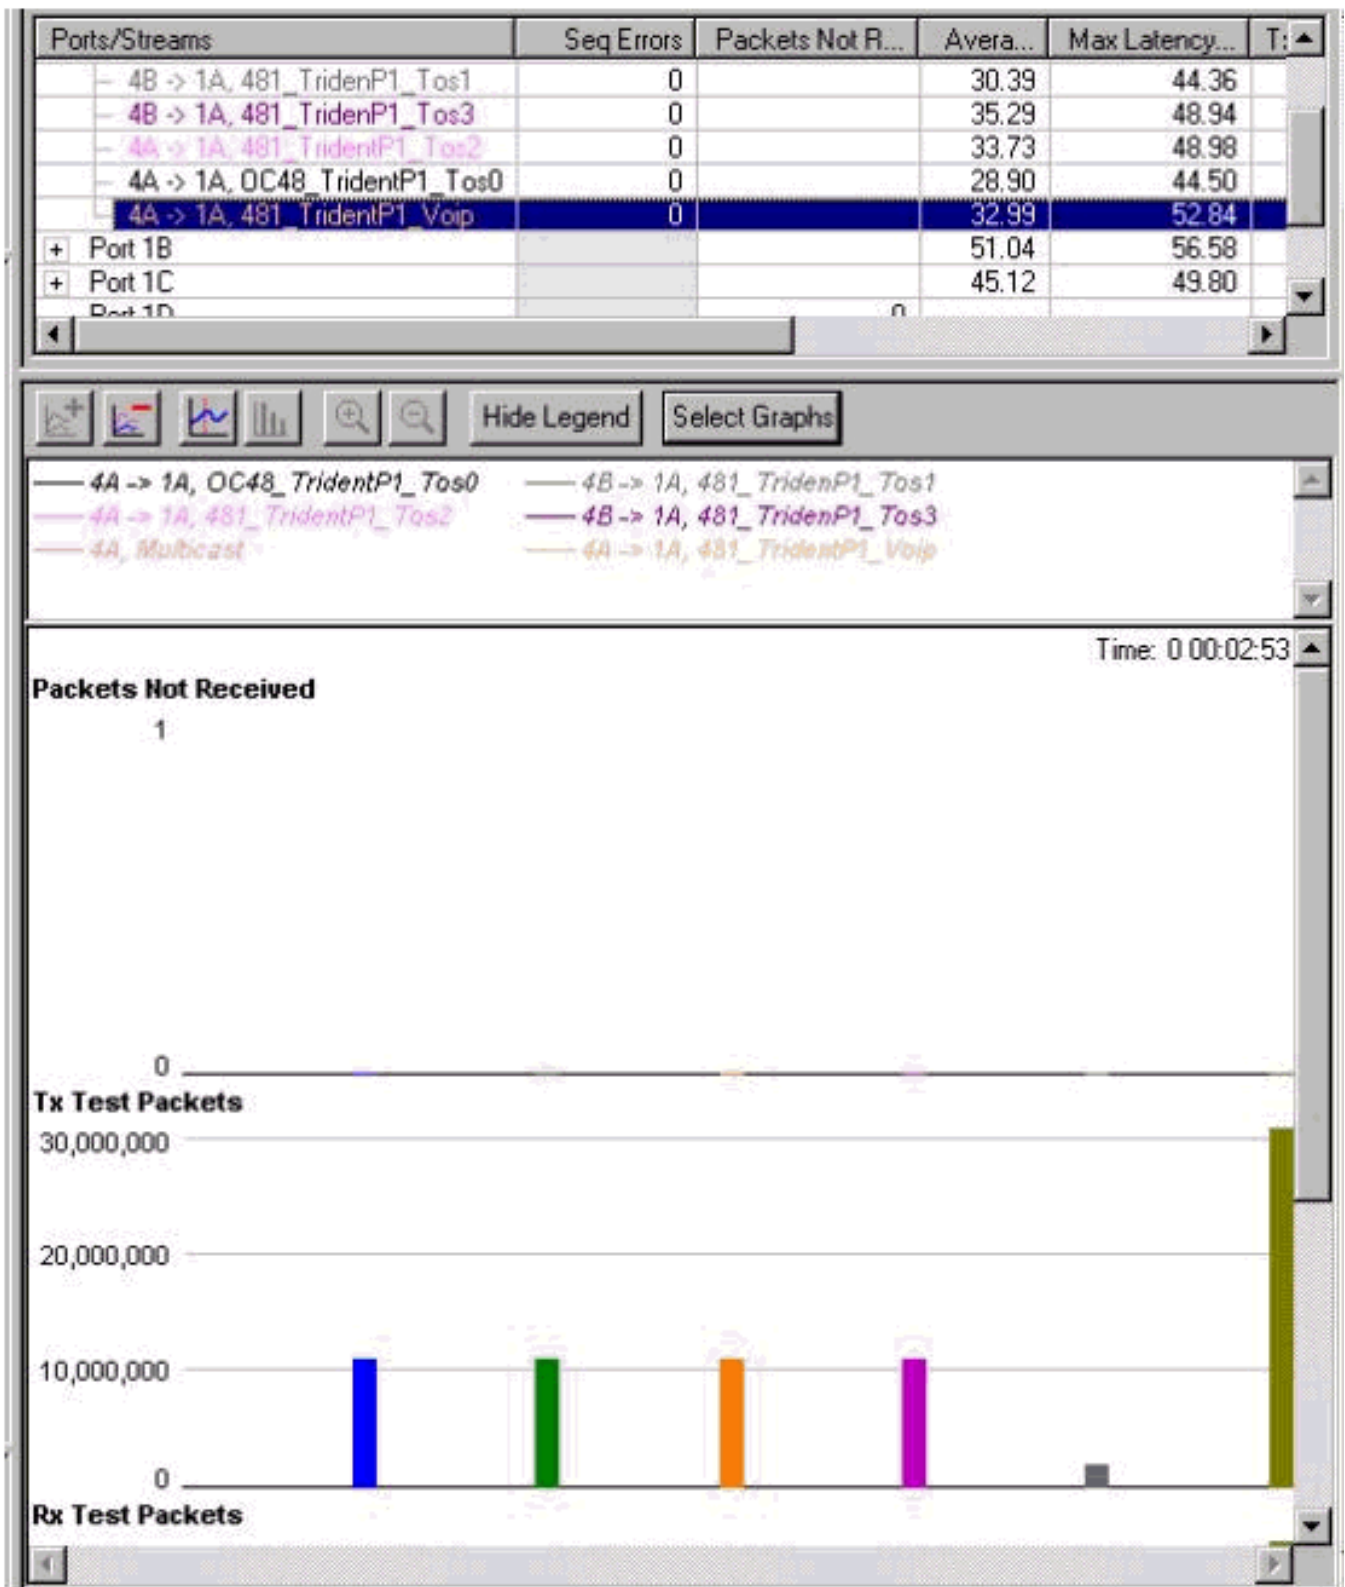 Ports/Streams Seq Errors Packets Not R... Avera... Max Latency...
4B -> 1A, 481_TridenP1_Tos1 0 30.39 44.36
4B -> 1A, 481_TridenP1_Tos3 0 35.29 48.94
4A -> 1A, 481_TridentP1_Tos2 0 33.73 48.98
4A -> 1A, OC48_TridentP1_Tos0 0 28.90 44.50
4A -> 1A, 481_TridentP1_Voip 0 32.99 52.84
+ Port 1B 51.04 56.58
+ Port 1C 45.12 49.80
Port 1D 0
Hide Legend Select Graphs
4A -> 1A, OC48_TridentP1_Tos0 4B -> 1A, 481_TridenP1_Tos1
4A -> 1A, 481_TridentP1_Tos2 4B -> 1A, 481_TridenP1_Tos3
4A, Multicast 4A -> 1A, 481_TridentP1_Voip
Time: 0 00:02:53
Packets Not Received
1
0
Tx Test Packets
30,000,000
20,000,000
10,000,000
0
Rx Test Packets